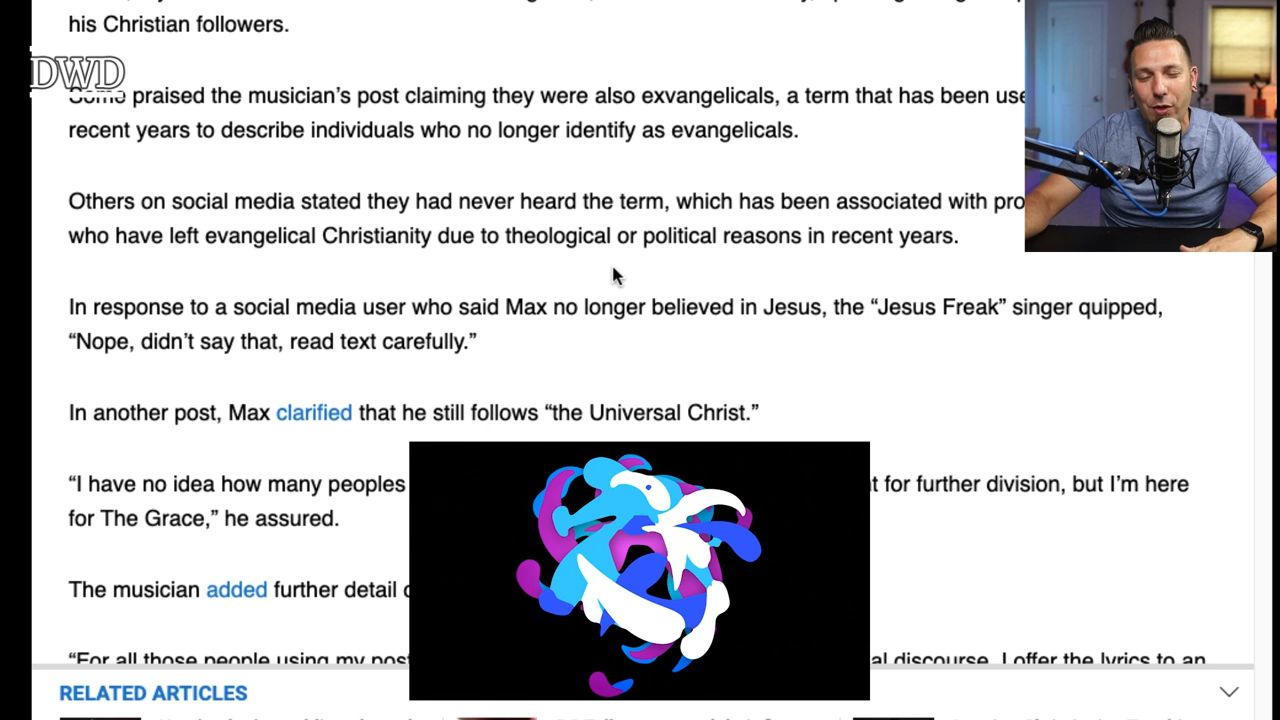 his Christian followers.
DWD
Some praised the musician’s post claiming they were also exvangelicals, a term that has been use
recent years to describe individuals who no longer identify as evangelicals.
Others on social media stated they had never heard the term, which has been associated with pro
who have left evangelical Christianity due to theological or political reasons in recent years.
In response to a social media user who said Max no longer believed in Jesus, the “Jesus Freak” singer quipped,
“Nope, didn’t say that, read text carefully.”
In another post, Max clarified that he still follows “the Universal Christ.”
“I have no idea how many peoples t for further division, but I’m here
for The Grace,” he assured.
The musician added further detail
“For all those people using my post al discourse, I offer the lyrics to an
RELATED ARTICLES